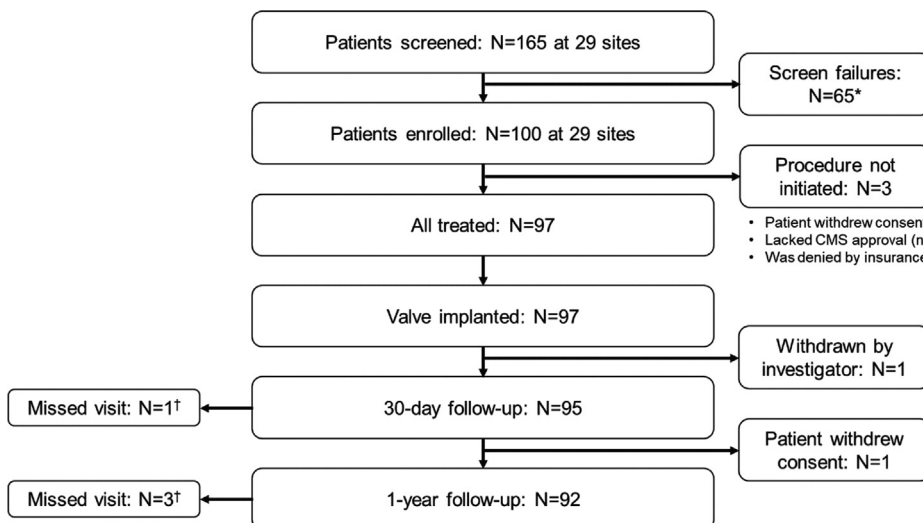 Patients screened: N=165 at 29 sites
Screen failures:
N=65*
Patients enrolled: N=100 at 29 sites
Procedure not
initiated: N=3
• Patient withdrew consent
• Lacked CMS approval (n
• Was denied by insurance
All treated: N=97
Valve implanted: N=97
Withdrawn by
investigator: N=1
Missed visit: N=1†
30-day follow-up: N=95
Patient withdrew
consent: N=1
Missed visit: N=3†
1-year follow-up: N=92